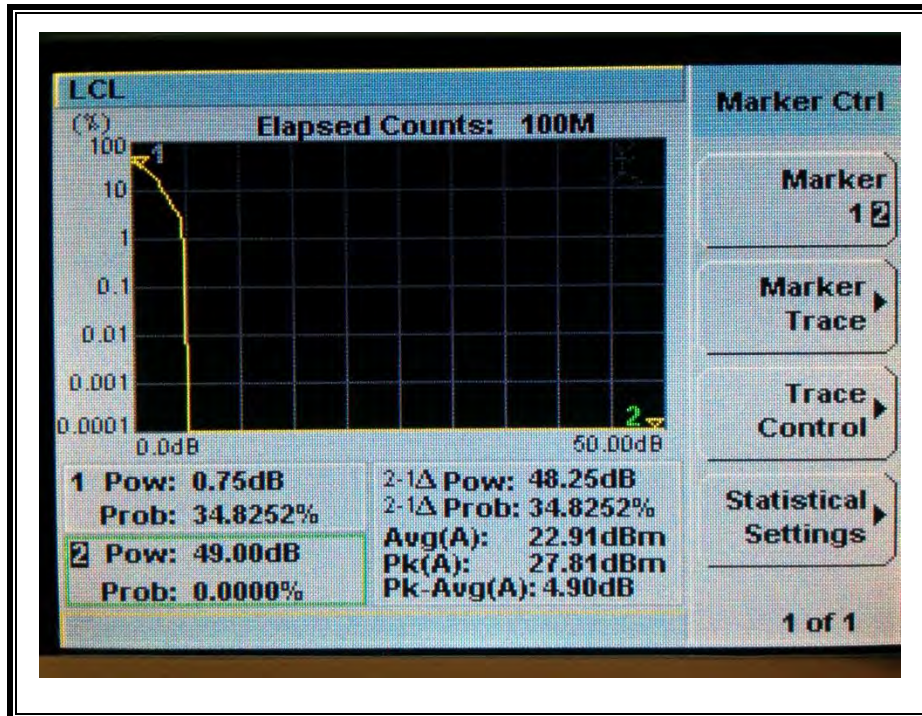 LCL
(%)
Elapsed Counts: 100M
100
10
1
0.1
0.01
0.001
0.0001
1
2
0.0dB
50.00dB
1 Pow: 0.75dB
Prob: 34.8252%
2 Pow: 49.00dB
Prob: 0.0000%
2-1Δ Pow: 48.25dB
2-1Δ Prob: 34.8252%
Avg(A): 22.91dBm
Pk(A): 27.81dBm
Pk-Avg(A): 4.90dB
Marker Ctrl
Marker
1 2
Marker
Trace
Trace
Control
Statistical
Settings
1 of 1